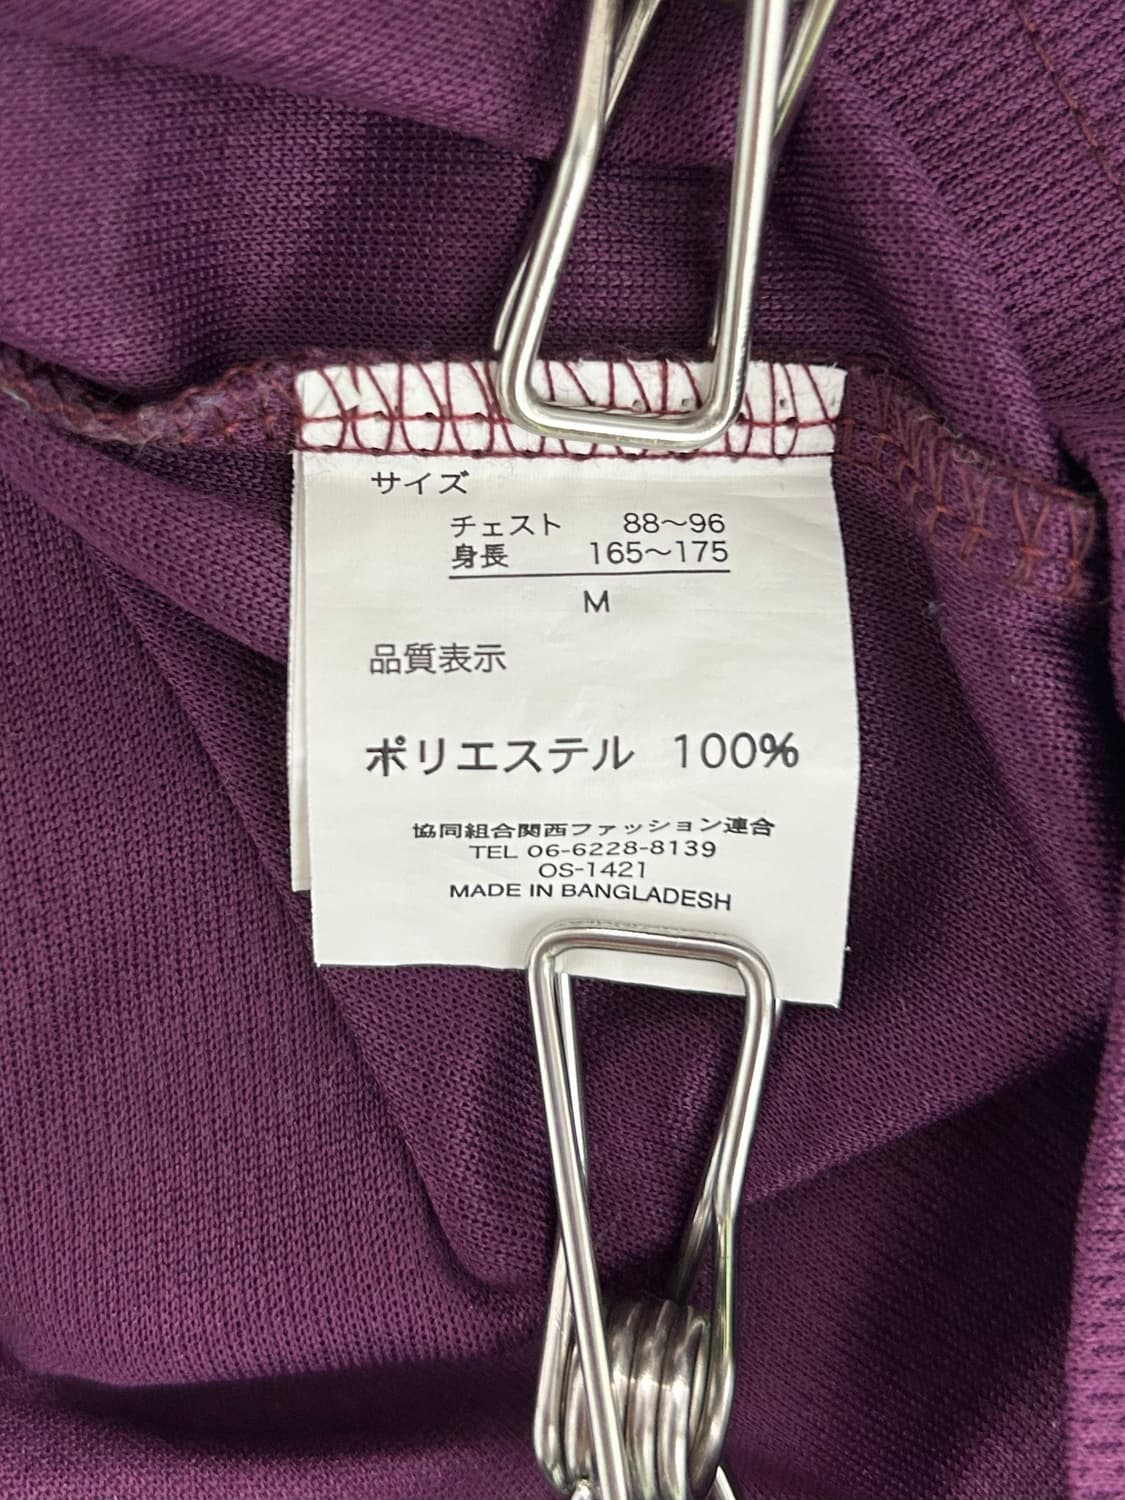 サイズ
チェスト 88〜96
身長 165〜175
M
品質表示
ポリエステル 100%
協同組合関西ファッション連合
TEL 06-6228-8139
OS-1421
MADE IN BANGLADESH